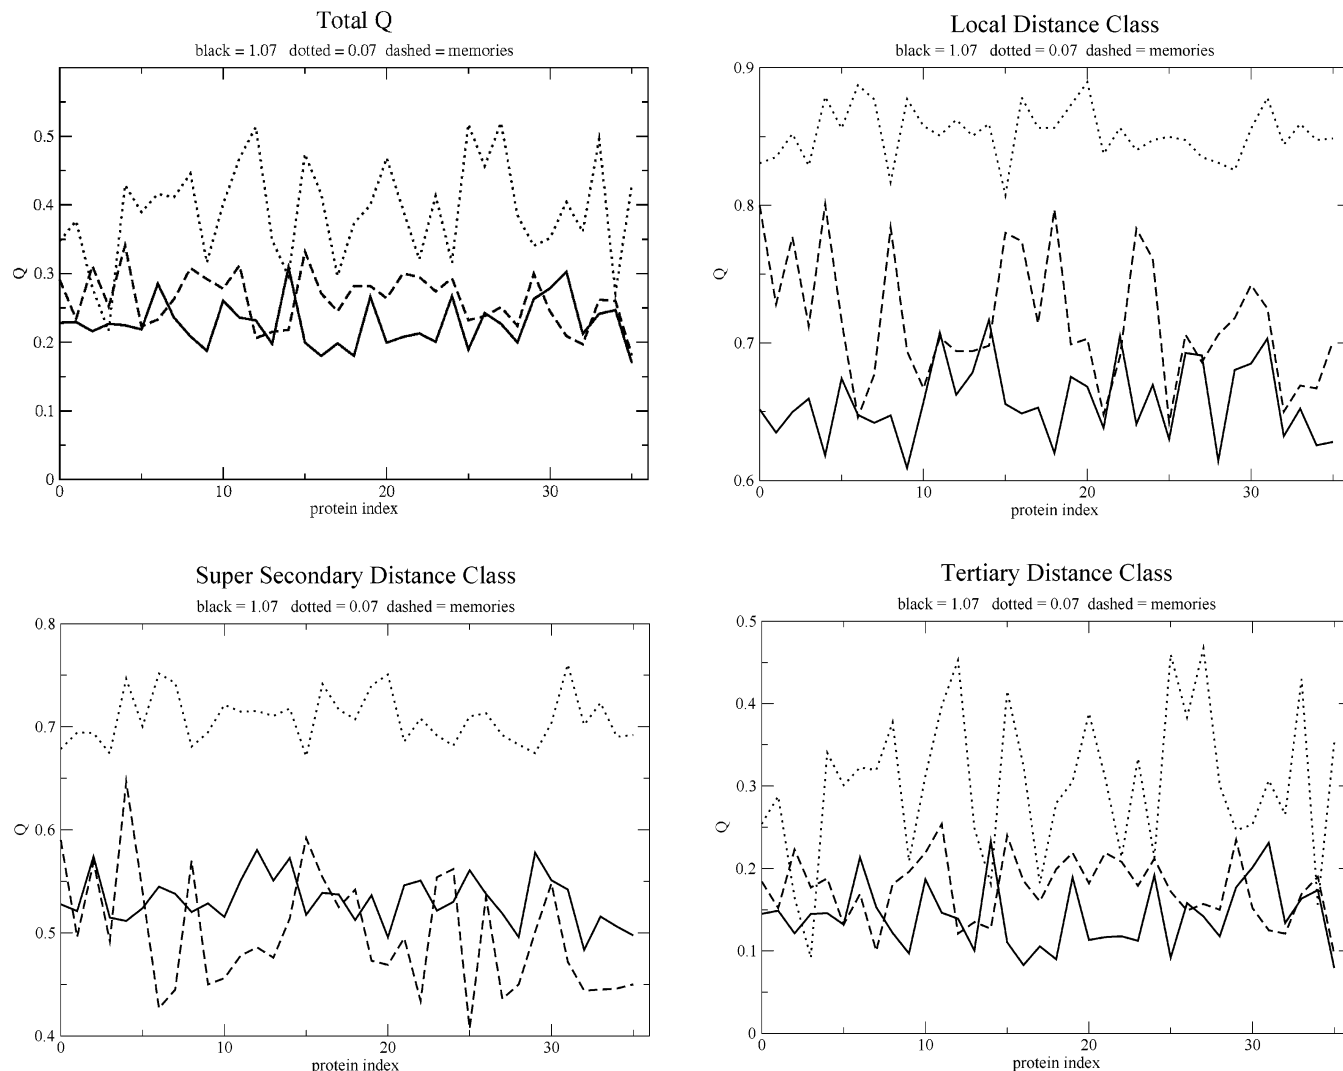 Total Q
black = 1.07 dotted = 0.07 dashed = memories
0.5
0.4
0.3
0.2
0.1
0
Q
0 10 20 30
protein index
Local Distance Class
black = 1.07 dotted = 0.07 dashed = memories
0.9
0.8
0.7
0.6
Q
0 10 20 30
protein index
Super Secondary Distance Class
black = 1.07 dotted = 0.07 dashed = memories
0.8
0.7
0.6
0.5
0.4
Q
0 10 20 30
protein index
Tertiary Distance Class
black = 1.07 dotted = 0.07 dashed = memories
0.5
0.4
0.3
0.2
0.1
0
Q
0 10 20 30
protein index